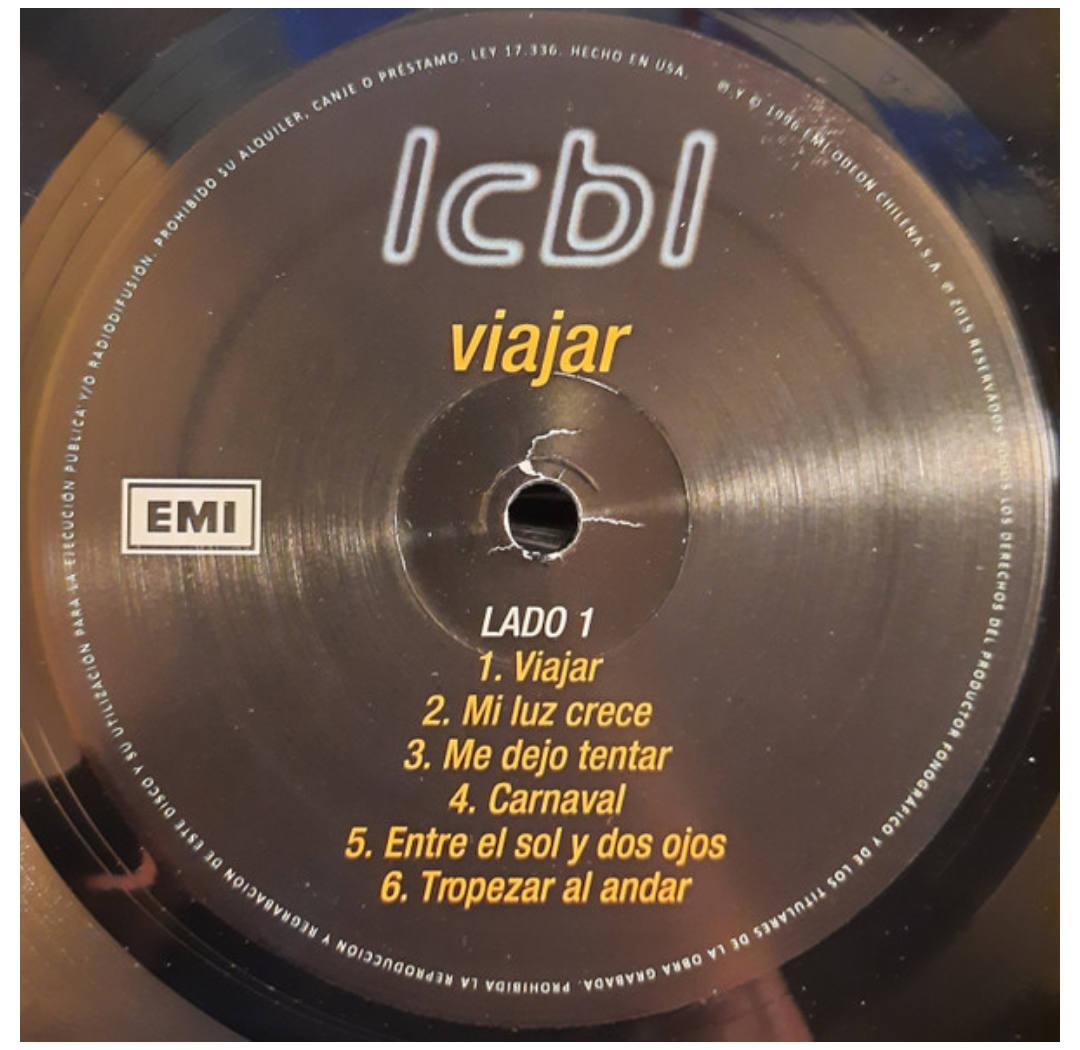 lcbl
viajar
EMI
LADO 1
1. Viajar
2. Mi luz crece
3. Me dejo tentar
4. Carnaval
5. Entre el sol y dos ojos
6. Tropezar al andar
℗ Y © 1996 EMI ODEON CHILENA S.A. ℗ 2015 RESERVADOS TODOS LOS DERECHOS DEL PRODUCTOR FONOGRÁFICO Y DE LOS TITULARES DE LA OBRA GRABADA. PROHIBIDA LA REPRODUCCIÓN Y REGRABACIÓN DE ESTE DISCO Y SU UTILIZACIÓN PARA LA EJECUCIÓN PÚBLICA Y/O RADIODIFUSIÓN. PROHIBIDO SU ALQUILER, CANJE O PRÉSTAMO. LEY 17.336. HECHO EN USA.